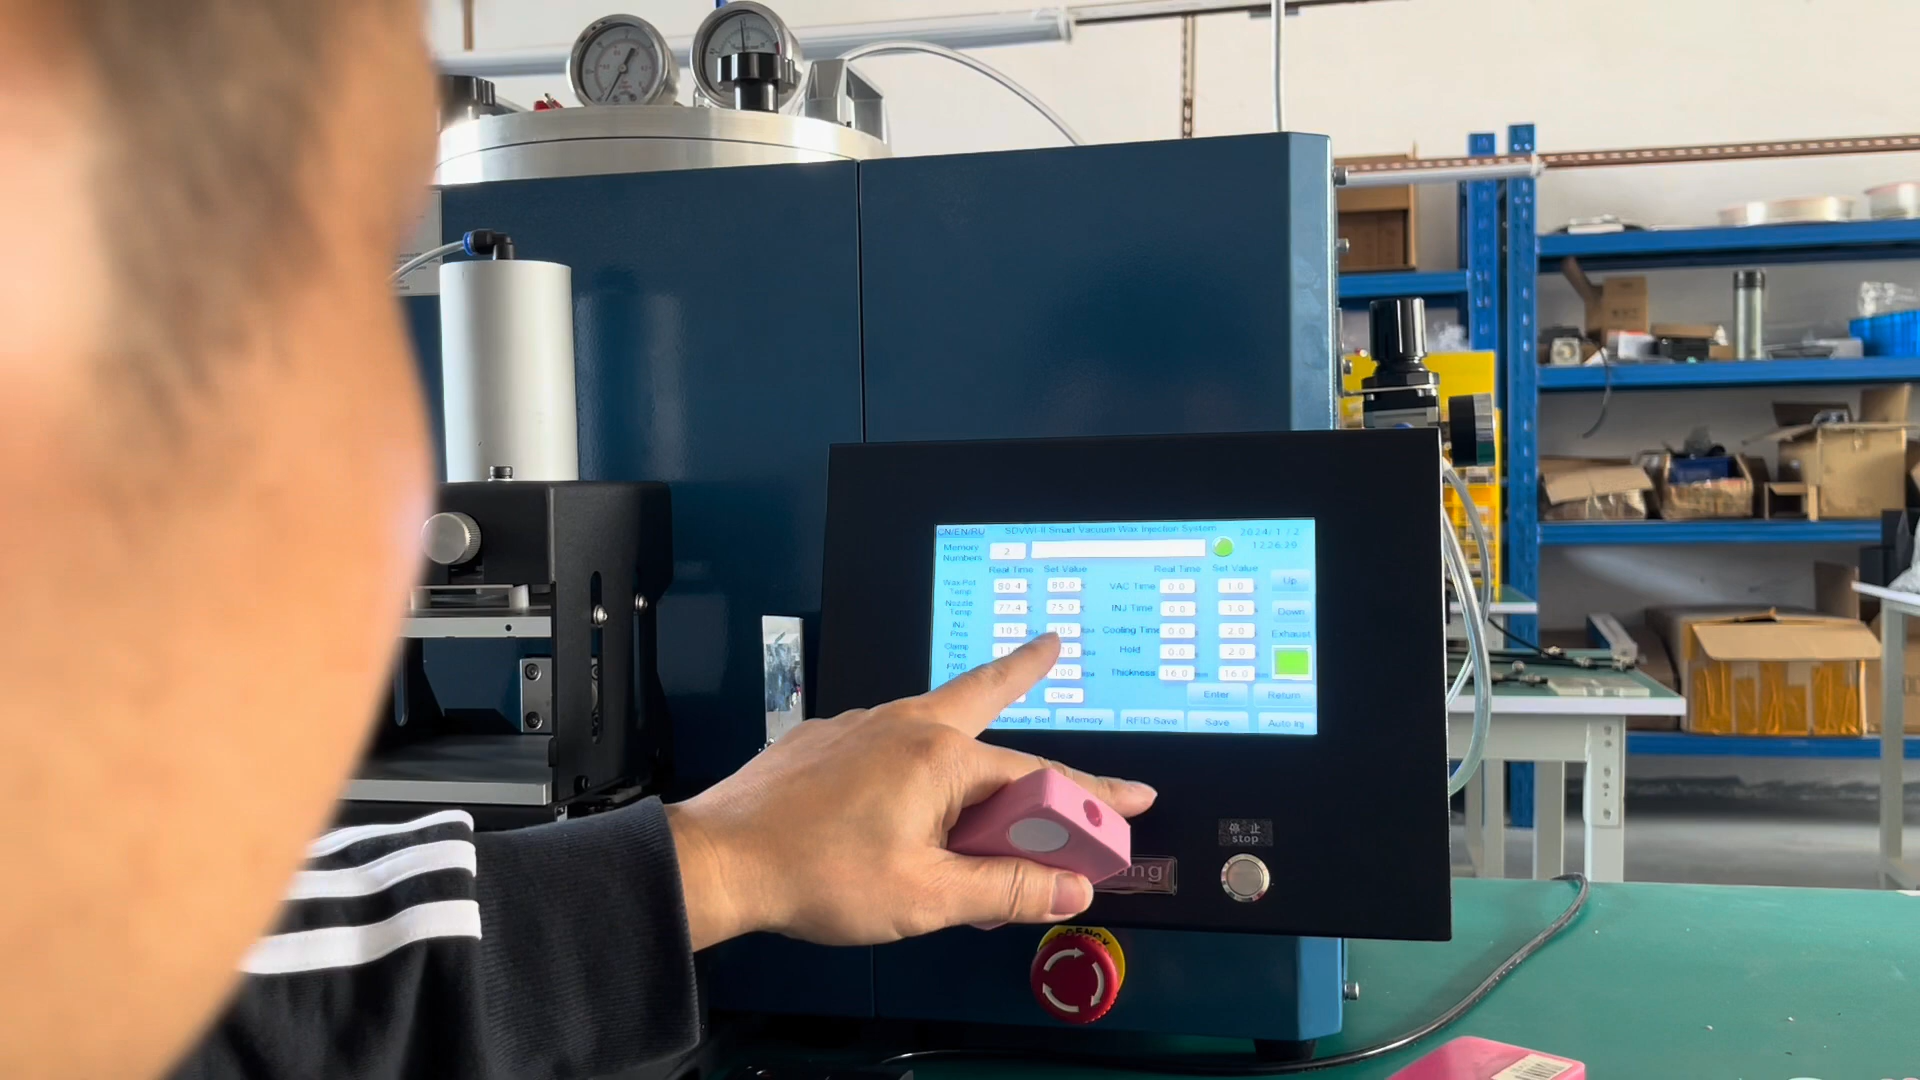 CN/EN/RU SDVWI-II Smart Vacuum Wax Injection System 2024/1/2
12:26:29
Memory Numbers 2
Real Time Set Value Real Time Set Value
Wax Pot Temp 80.4 80.0 VAC Time 0.0 1.0 Up
Nozzle Temp 77.4 75.0 INJ Time 0.0 1.0 Down
INJ Pres 105 105 Cooling Time 0.0 2.0 Exhaust
Clamp Pres Hold 0.0 2.0
FWD 100 Thickness 16.0 16.0
Clear Enter Return
Manually Set Memory RFID Save Save Auto Inj
停止
stop